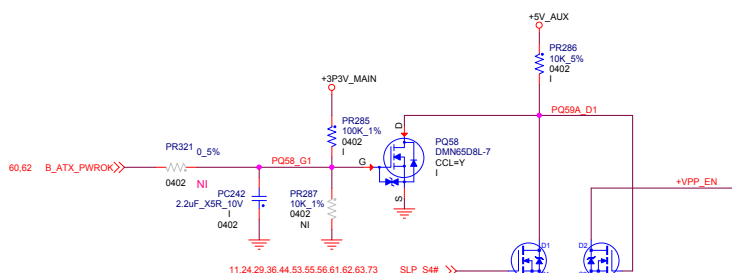 +5V_AUX
PR286
10K_5%
0402
I
+3P3V_MAIN
PR285
100K_1%
0402
I
PQ59A_D1
D
PQ58
DMN65D8L-7
CCL=Y
I
PR321
0_5%
60,62 B_ATX_PWROK
PQ58_G1
G
0402
NI
S
PC242
2.2uF_X5R_10V
I
0402
PR287
10K_1%
0402
NI
+VPP_EN
D1
D2
11,24,29,36,44,53,55,56,61,62,63,73 SLP_S4#